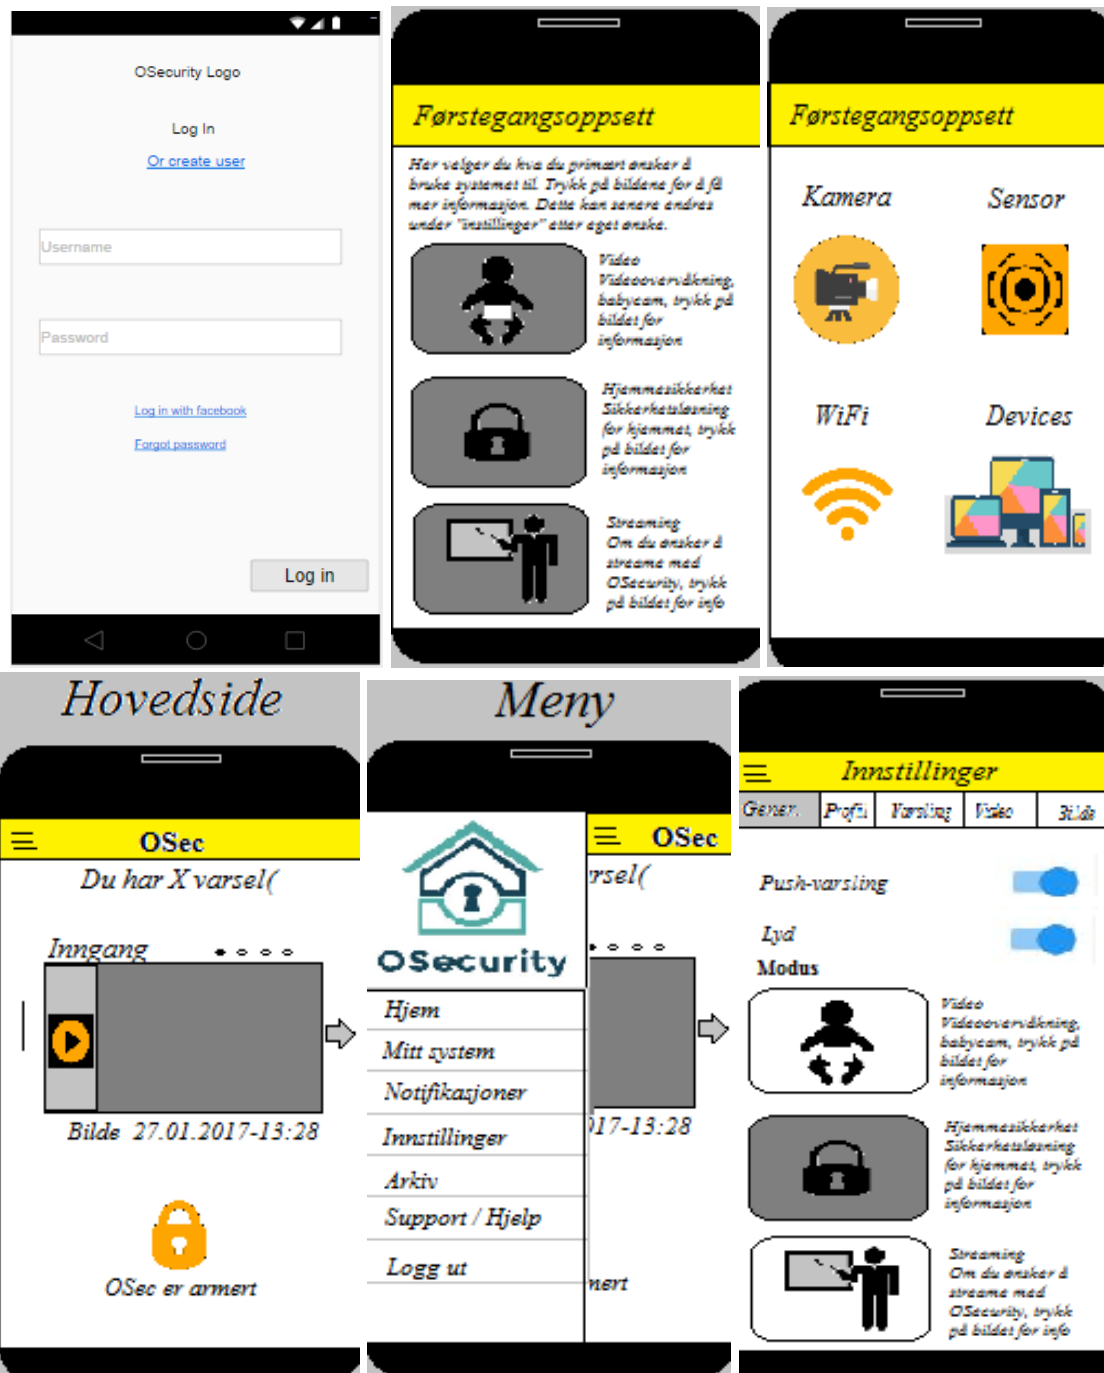 OSecurity Logo
Log In
Or create user
Username
Password
Log in with facebook
Forgot password
Log in
Førstegangsoppsett
Her velger du hva du primært ønsker å
bruke systemet til. Trykk på bildene for å få
mer informasjon. Dette kan senere endres
under "instillinger" etter eget ønske.
Video
Videoovervåkning,
babycam, trykk på
bildet for
informasjon
Hjemmesikkerhet
Sikkerhetsløsning
for hjemmet, trykk
på bildet for
informasjon
Streaming
Om du ønsker å
streame med
OSecurity, trykk
på bildet for info
Førstegangsoppsett
Kamera
Sensor
WiFi
Devices
Hovedside
OSec
Du har X varsel(
Inngang
Bilde 27.01.2017-13:28
OSec er armert
Meny
OSecurity
Hjem
Mitt system
Notifikasjoner
Innstillinger
Arkiv
Support / Hjelp
Logg ut
OSec
rsel(
017-13:28
mert
Innstillinger
Gener. Profil Varsling Video Bilde
Push-varsling
Lyd
Modus
Video
Videoovervåkning,
babycam, trykk på
bildet for
informasjon
Hjemmesikkerhet
Sikkerhetsløsning
for hjemmet, trykk
på bildet for
informasjon
Streaming
Om du ønsker å
streame med
OSecurity, trykk
på bildet for info